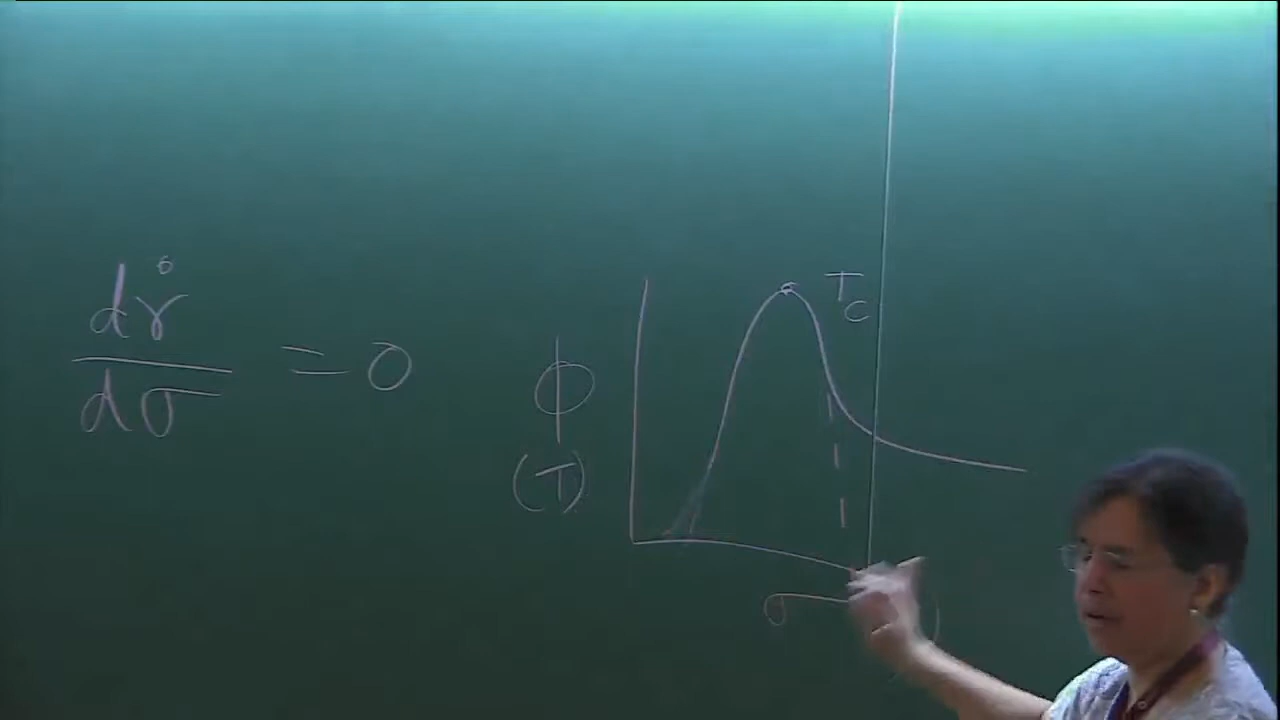 dγ̇
/dσ = 0
T_C
ϕ
(T)
σ